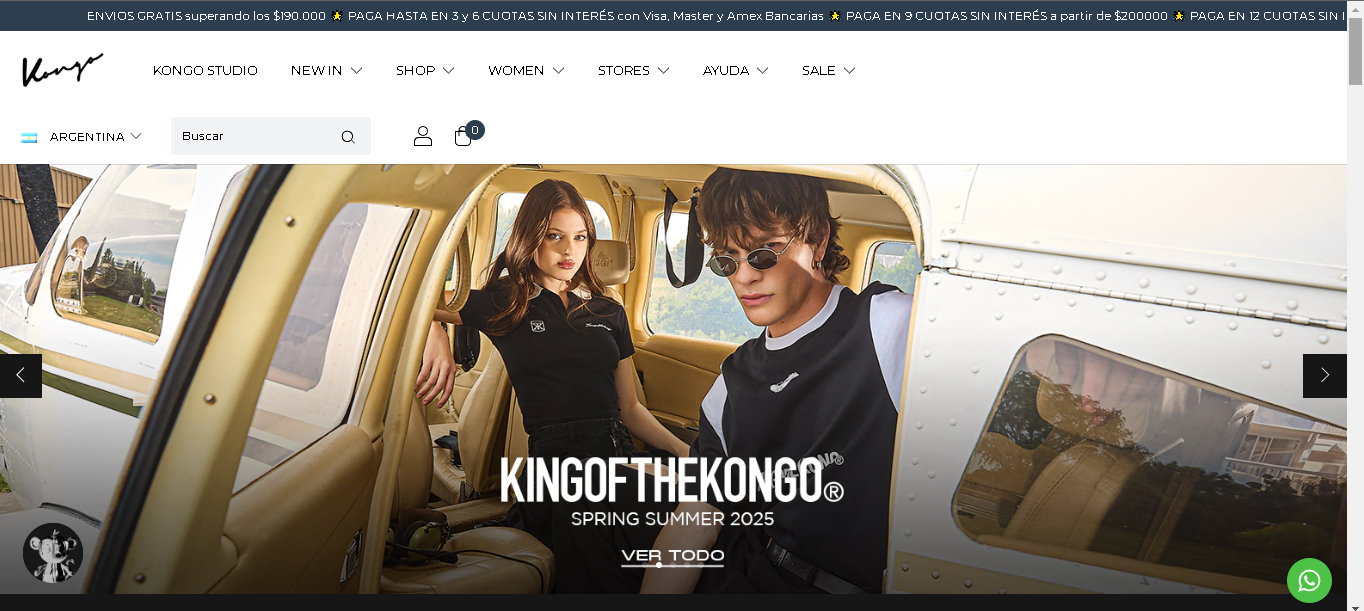 ENVIOS GRATIS superando los $190.000 PAGA HASTA EN 3 y 6 CUOTAS SIN INTERÉS con Visa, Master y Amex Bancarias PAGA EN 9 CUOTAS SIN INTERÉS a partir de $200000 PAGA EN 12 CUOTAS SIN I
Kongo
KONGO STUDIO NEW IN SHOP WOMEN STORES AYUDA SALE
ARGENTINA Buscar 0
KINGOFTHEKONGO®
SPRING SUMMER 2025
VER TODO